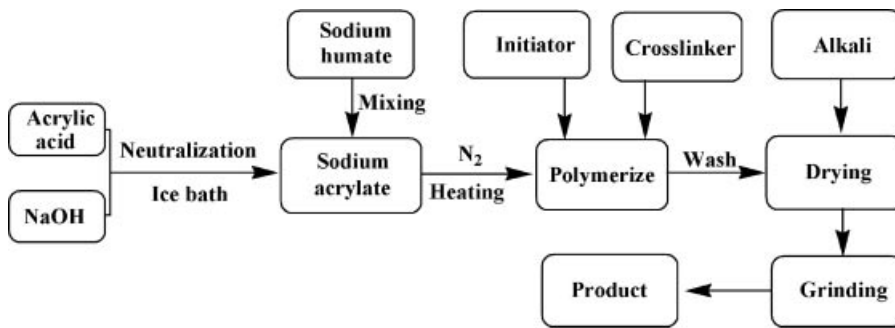 Sodium
humate
Initiator
Crosslinker
Alkali
Mixing
Acrylic
acid
Neutralization
Ice bath
NaOH
Sodium
acrylate
N₂
Heating
Polymerize
Wash
Drying
Product
Grinding